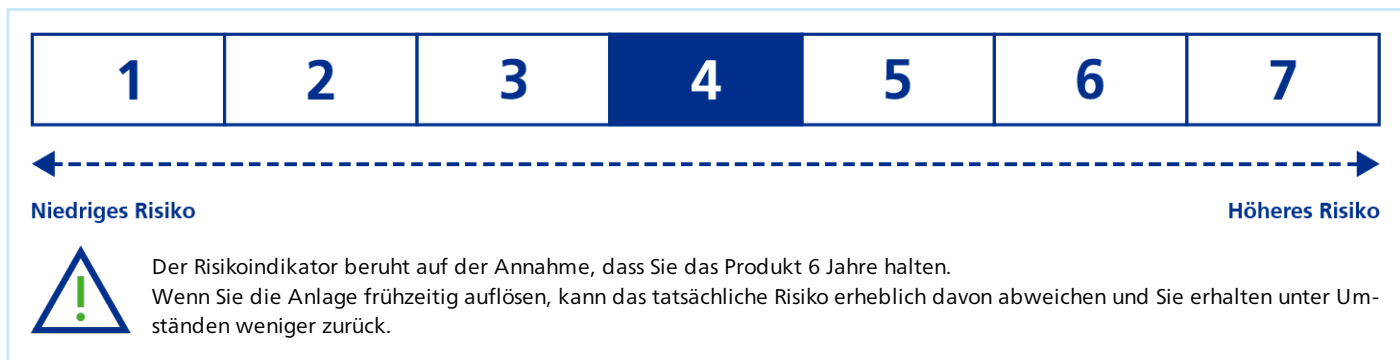 1 2 3 4 5 6 7
Niedriges Risiko Höheres Risiko
Der Risikoindikator beruht auf der Annahme, dass Sie das Produkt 6 Jahre halten.
Wenn Sie die Anlage frühzeitig auflösen, kann das tatsächliche Risiko erheblich davon abweichen und Sie erhalten unter Um-
ständen weniger zurück.